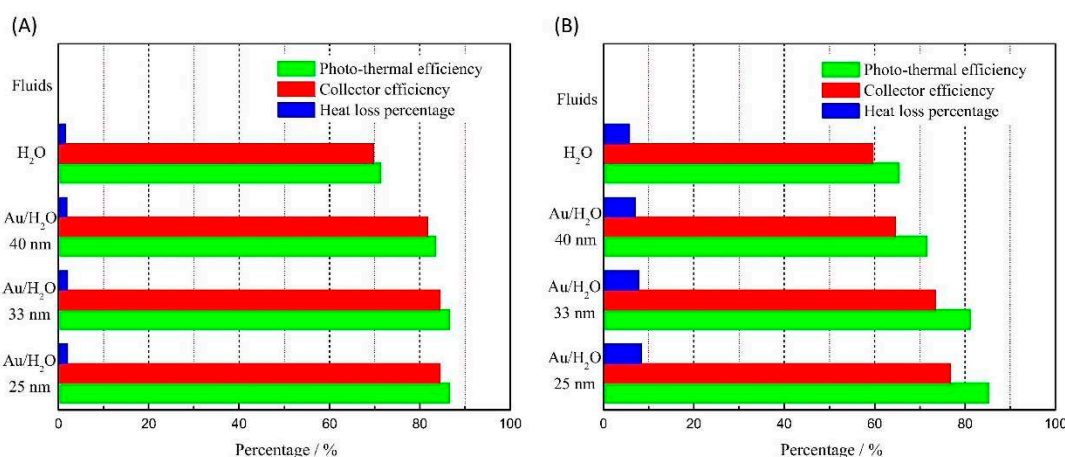 (A)
Fluids
Photo-thermal efficiency
Collector efficiency
Heat loss percentage
H₂O
Au/H₂O
40 nm
Au/H₂O
33 nm
Au/H₂O
25 nm
0 20 40 60 80 100
Percentage / %
(B)
Fluids
Photo-thermal efficiency
Collector efficiency
Heat loss percentage
H₂O
Au/H₂O
40 nm
Au/H₂O
33 nm
Au/H₂O
25 nm
0 20 40 60 80 100
Percentage / %